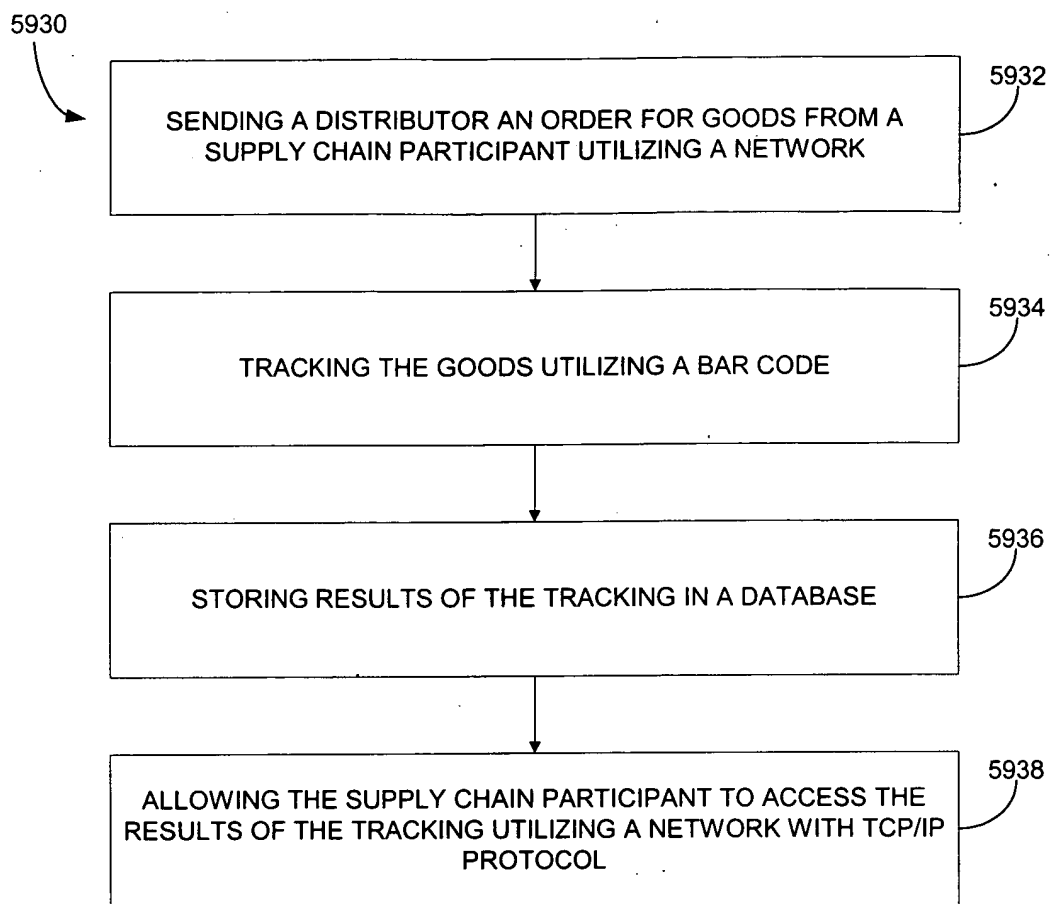 5930
5932
SENDING A DISTRIBUTOR AN ORDER FOR GOODS FROM A
SUPPLY CHAIN PARTICIPANT UTILIZING A NETWORK
5934
TRACKING THE GOODS UTILIZING A BAR CODE
5936
STORING RESULTS OF THE TRACKING IN A DATABASE
5938
ALLOWING THE SUPPLY CHAIN PARTICIPANT TO ACCESS THE
RESULTS OF THE TRACKING UTILIZING A NETWORK WITH TCP/IP
PROTOCOL